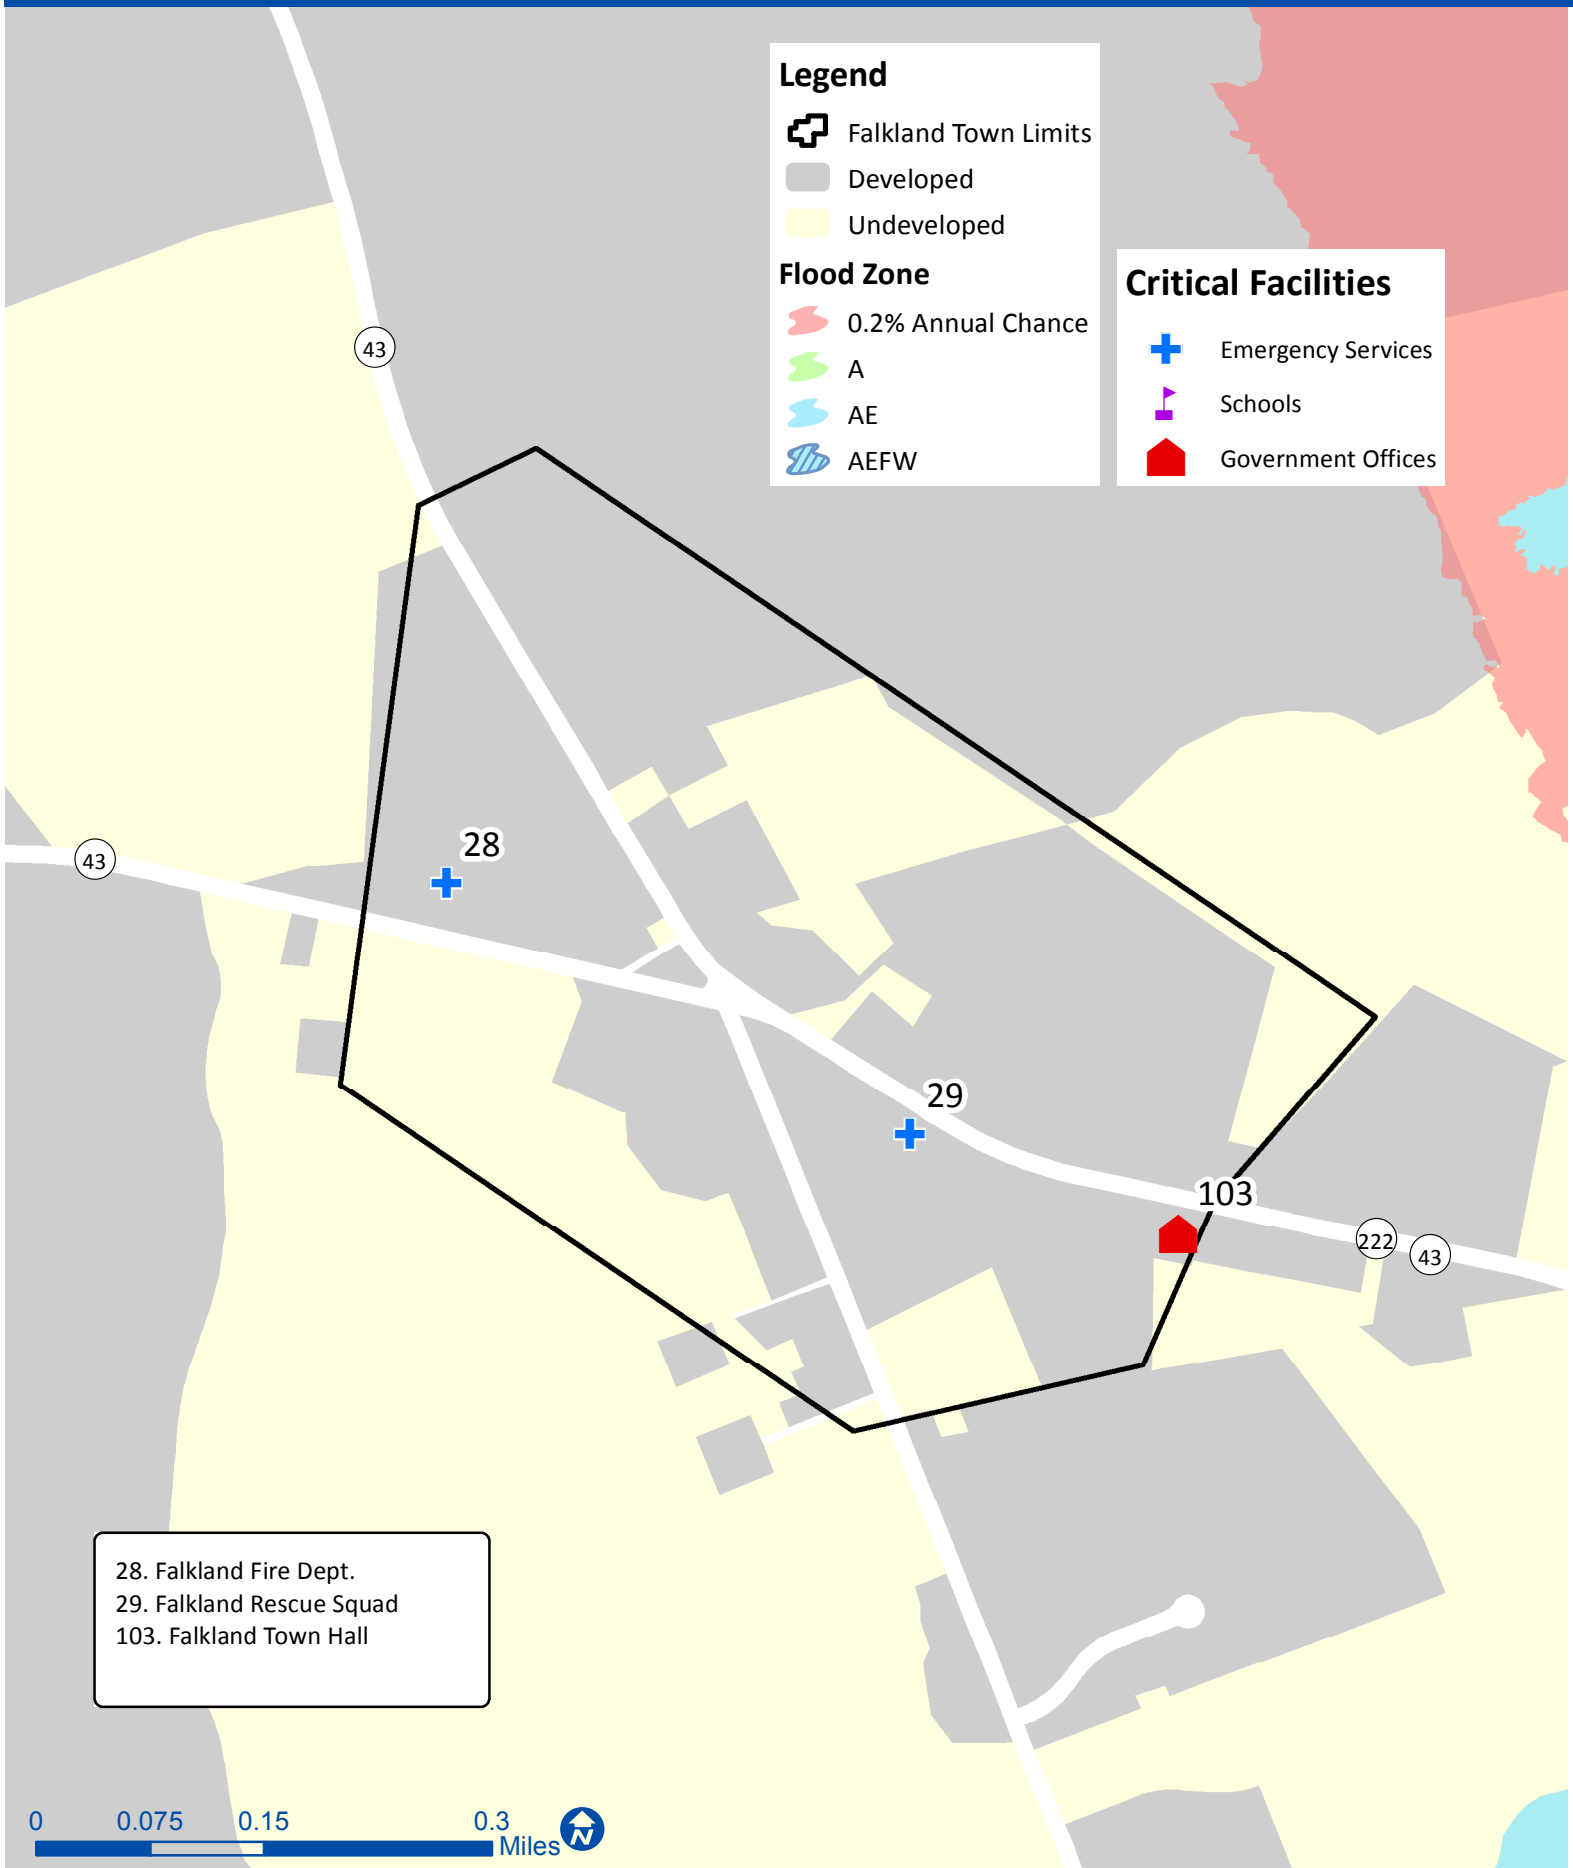 Legend
Falkland Town Limits
Developed
Undeveloped
Flood Zone
0.2% Annual Chance
A
AE
AEFW
Critical Facilities
Emergency Services
Schools
Government Offices
43
43
28
29
103
222
43
28. Falkland Fire Dept.
29. Falkland Rescue Squad
103. Falkland Town Hall
0 0.075 0.15 0.3
Miles
N